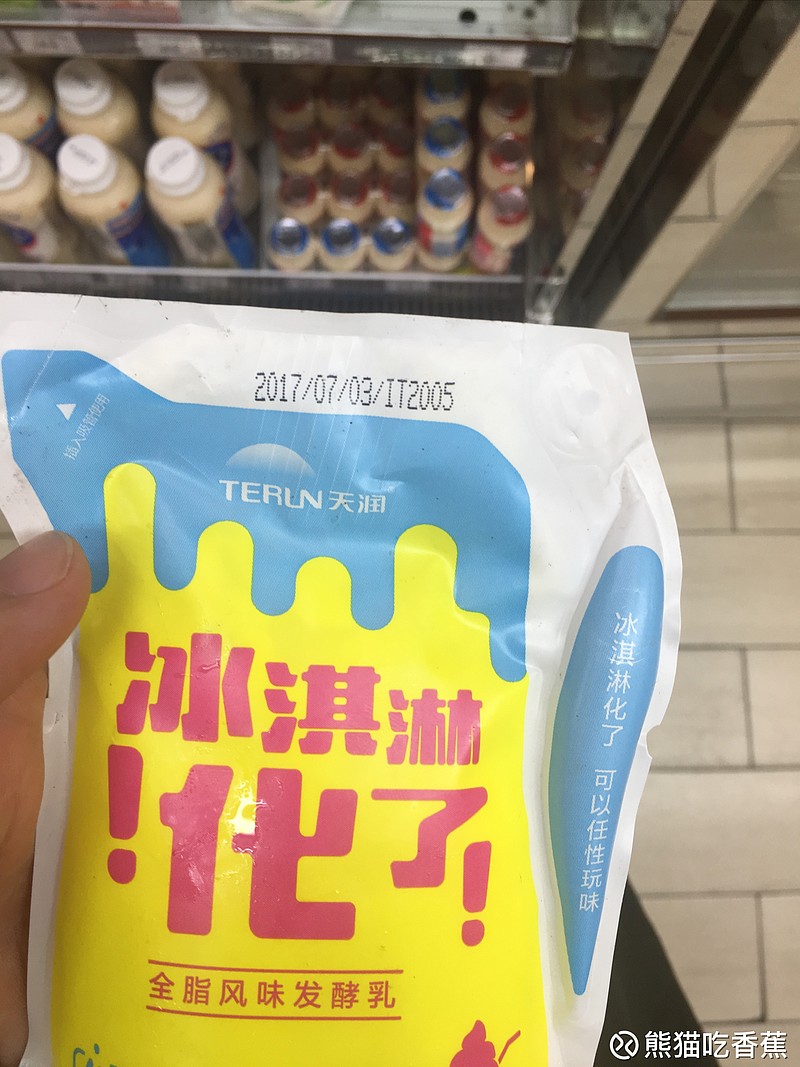 2017/07/03/IT2005
插入吸管使用
TERUN天润
冰淇淋
!化了!
全脂风味发酵乳
冰淇淋化了 可以任性玩味
熊猫吃香蕉